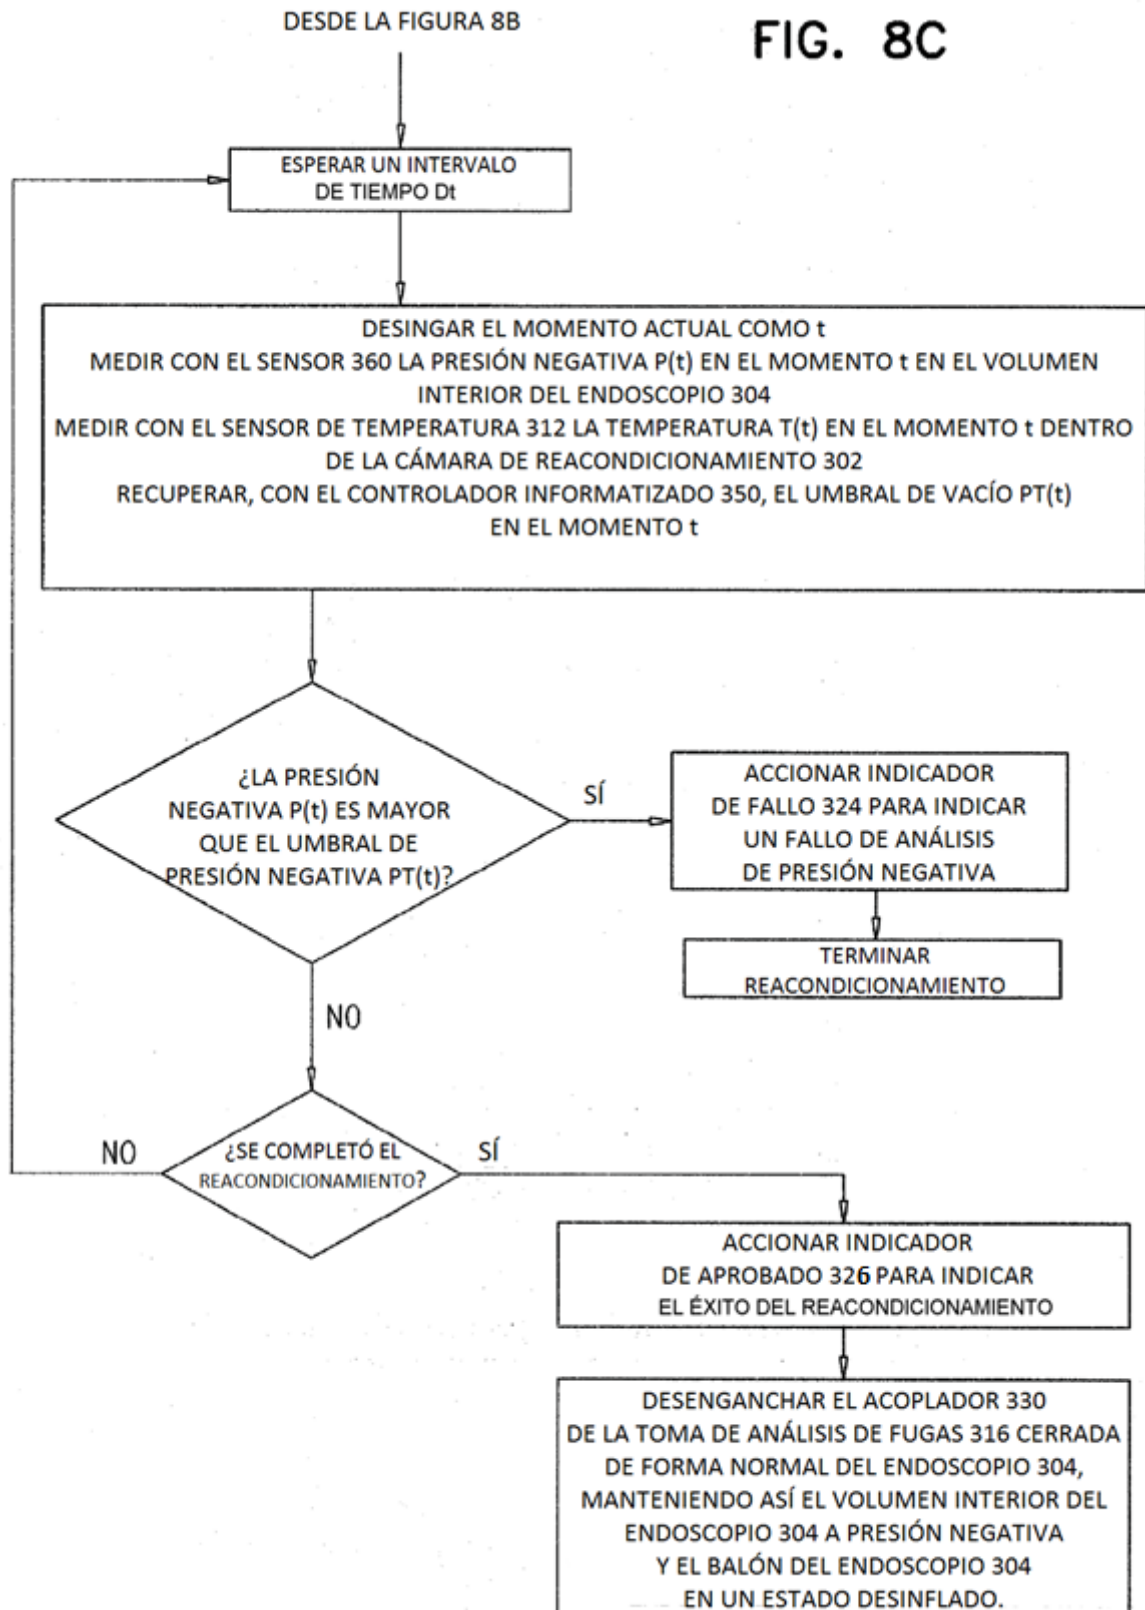 DESDE LA FIGURA 8B
FIG. 8C
ESPERAR UN INTERVALO
DE TIEMPO Dt
DESINGAR EL MOMENTO ACTUAL COMO t
MEDIR CON EL SENSOR 360 LA PRESIÓN NEGATIVA P(t) EN EL MOMENTO t EN EL VOLUMEN
INTERIOR DEL ENDOSCOPIO 304
MEDIR CON EL SENSOR DE TEMPERATURA 312 LA TEMPERATURA T(t) EN EL MOMENTO t DENTRO
DE LA CÁMARA DE REACONDICIONAMIENTO 302
RECUPERAR, CON EL CONTROLADOR INFORMATIZADO 350, EL UMBRAL DE VACÍO PT(t)
EN EL MOMENTO t
¿LA PRESIÓN
NEGATIVA P(t) ES MAYOR
QUE EL UMBRAL DE
PRESIÓN NEGATIVA PT(t)?
SÍ
ACCIONAR INDICADOR
DE FALLO 324 PARA INDICAR
UN FALLO DE ANÁLISIS
DE PRESIÓN NEGATIVA
TERMINAR
REACONDICIONAMIENTO
NO
¿SE COMPLETÓ EL
REACONDICIONAMIENTO?
NO
SÍ
ACCIONAR INDICADOR
DE APROBADO 326 PARA INDICAR
EL ÉXITO DEL REACONDICIONAMIENTO
DESENGANCHAR EL ACOPLADOR 330
DE LA TOMA DE ANÁLISIS DE FUGAS 316 CERRADA
DE FORMA NORMAL DEL ENDOSCOPIO 304,
MANTENIENDO ASÍ EL VOLUMEN INTERIOR DEL
ENDOSCOPIO 304 A PRESIÓN NEGATIVA
Y EL BALÓN DEL ENDOSCOPIO 304
EN UN ESTADO DESINFLADO.